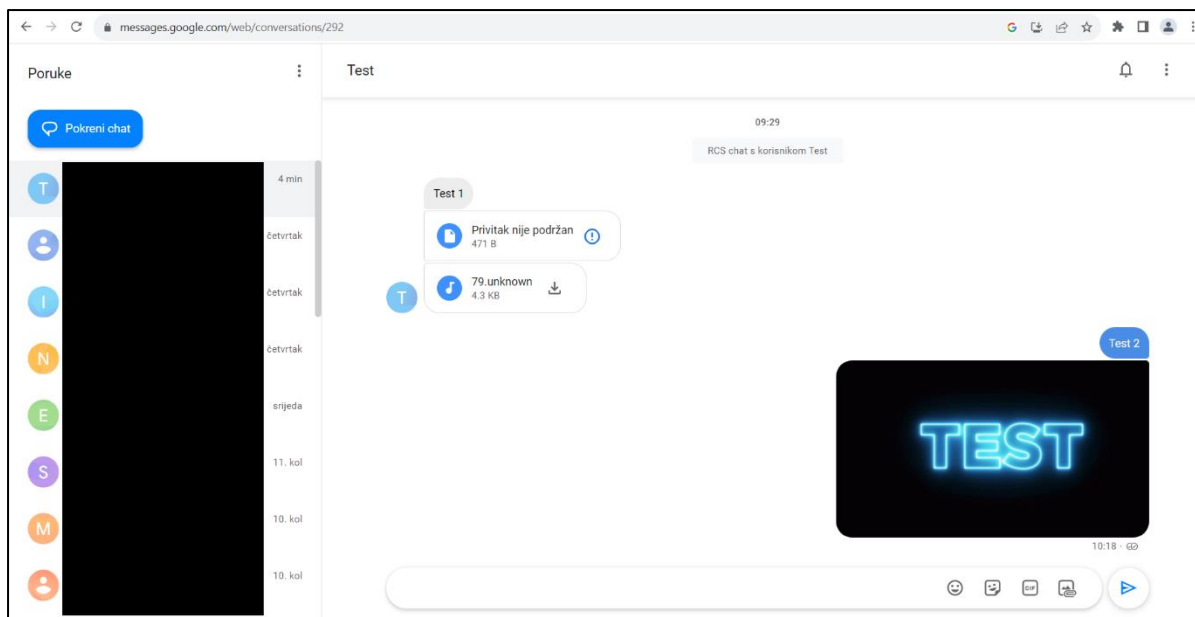 messages.google.com/web/conversations/292
G
Poruke
Test
Pokreni chat
09:29
RCS chat s korisnikom Test
T
4 min
četvrtak
I
četvrtak
N
četvrtak
E
srijeda
S
11. kol
M
10. kol
10. kol
Test 1
Privitak nije podržan
471 B
79.unknown
4.3 KB
T
Test 2
TEST
10:18
GIF